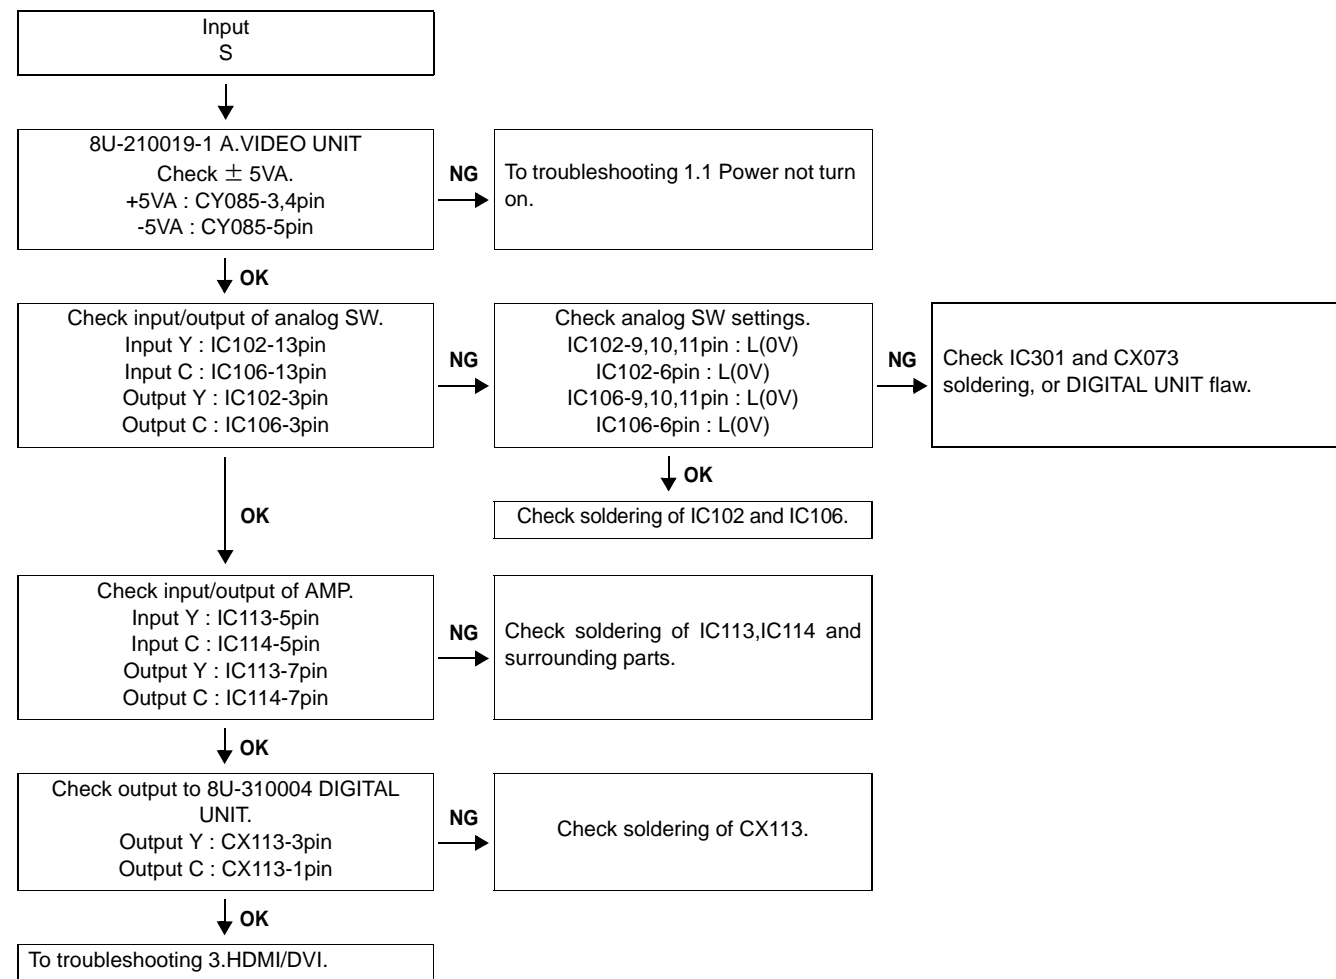 Input
S
8U-210019-1 A.VIDEO UNIT
Check ± 5VA.
+5VA : CY085-3,4pin
-5VA : CY085-5pin
NG
To troubleshooting 1.1 Power not turn
on.
OK
Check input/output of analog SW.
Input Y : IC102-13pin
Input C : IC106-13pin
Output Y : IC102-3pin
Output C : IC106-3pin
NG
Check analog SW settings.
IC102-9,10,11pin : L(0V)
IC102-6pin : L(0V)
IC106-9,10,11pin : L(0V)
IC106-6pin : L(0V)
NG
Check IC301 and CX073
soldering, or DIGITAL UNIT flaw.
OK
Check soldering of IC102 and IC106.
OK
Check input/output of AMP.
Input Y : IC113-5pin
Input C : IC114-5pin
Output Y : IC113-7pin
Output C : IC114-7pin
NG
Check soldering of IC113,IC114 and
surrounding parts.
OK
Check output to 8U-310004 DIGITAL
UNIT.
Output Y : CX113-3pin
Output C : CX113-1pin
NG
Check soldering of CX113.
OK
To troubleshooting 3.HDMI/DVI.